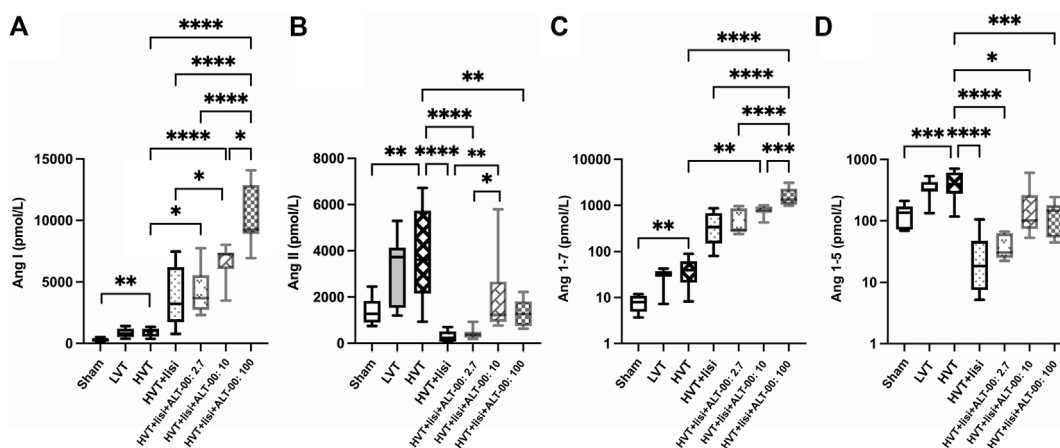 A
****
****
****
****
*
*
*
**
15000
10000
5000
0
Ang I (pmol/L)
Sham
LVT
HVT
HVT+lisi
HVT+lisi+ALT-00: 2.7
HVT+lisi+ALT-00: 10
HVT+lisi+ALT-00: 100
B
**
****
**
****
**
*
8000
6000
4000
2000
0
Ang II (pmol/L)
Sham
LVT
HVT
HVT+lisi
HVT+lisi+ALT-00: 2.7
HVT+lisi+ALT-00: 10
HVT+lisi+ALT-00: 100
C
****
****
****
**
***
**
10000
1000
100
10
1
Ang 1-7 (pmol/L)
Sham
LVT
HVT
HVT+lisi
HVT+lisi+ALT-00: 2.7
HVT+lisi+ALT-00: 10
HVT+lisi+ALT-00: 100
D
***
*
****
***
****
1000
100
10
1
Ang 1-5 (pmol/L)
Sham
LVT
HVT
HVT+lisi
HVT+lisi+ALT-00: 2.7
HVT+lisi+ALT-00: 10
HVT+lisi+ALT-00: 100